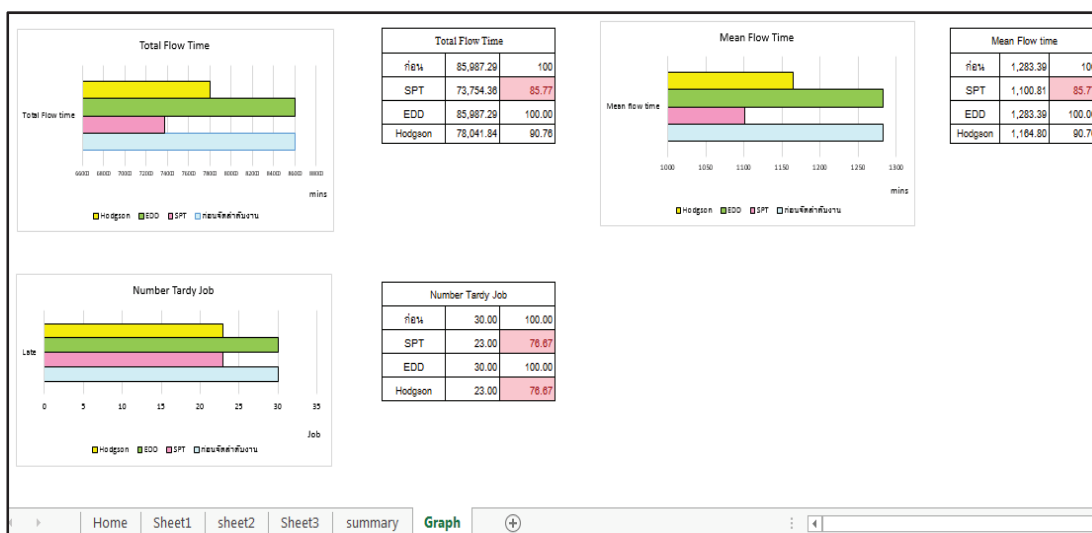 Total Flow Time
Total Flow time
66000 68000 70000 72000 74000 76000 78000 80000 82000 84000 86000 88000
mins
Hodgson EDD SPT ก่อนจัดลำดับงาน
Total Flow Time
ก่อน 85,987.29 100
SPT 73,754.36 85.77
EDD 85,987.29 100.00
Hodgson 78,041.84 90.76
Mean Flow Time
Mean flow time
1000 1050 1100 1150 1200 1250 1300
mins
Hodgson EDD SPT ก่อนจัดลำดับงาน
Mean Flow time
ก่อน 1,283.39 100
SPT 1,100.81 85.77
EDD 1,283.39 100.00
Hodgson 1,164.80 90.76
Number Tardy Job
Late
0 5 10 15 20 25 30 35
Job
Hodgson EDD SPT ก่อนจัดลำดับงาน
Number Tardy Job
ก่อน 30.00 100.00
SPT 23.00 76.67
EDD 30.00 100.00
Hodgson 23.00 76.67
Home Sheet1 sheet2 Sheet3 summary Graph